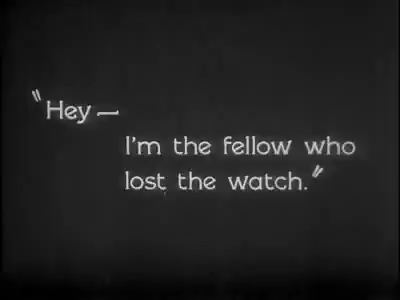 "Hey —
I'm the fellow who
lost the watch."